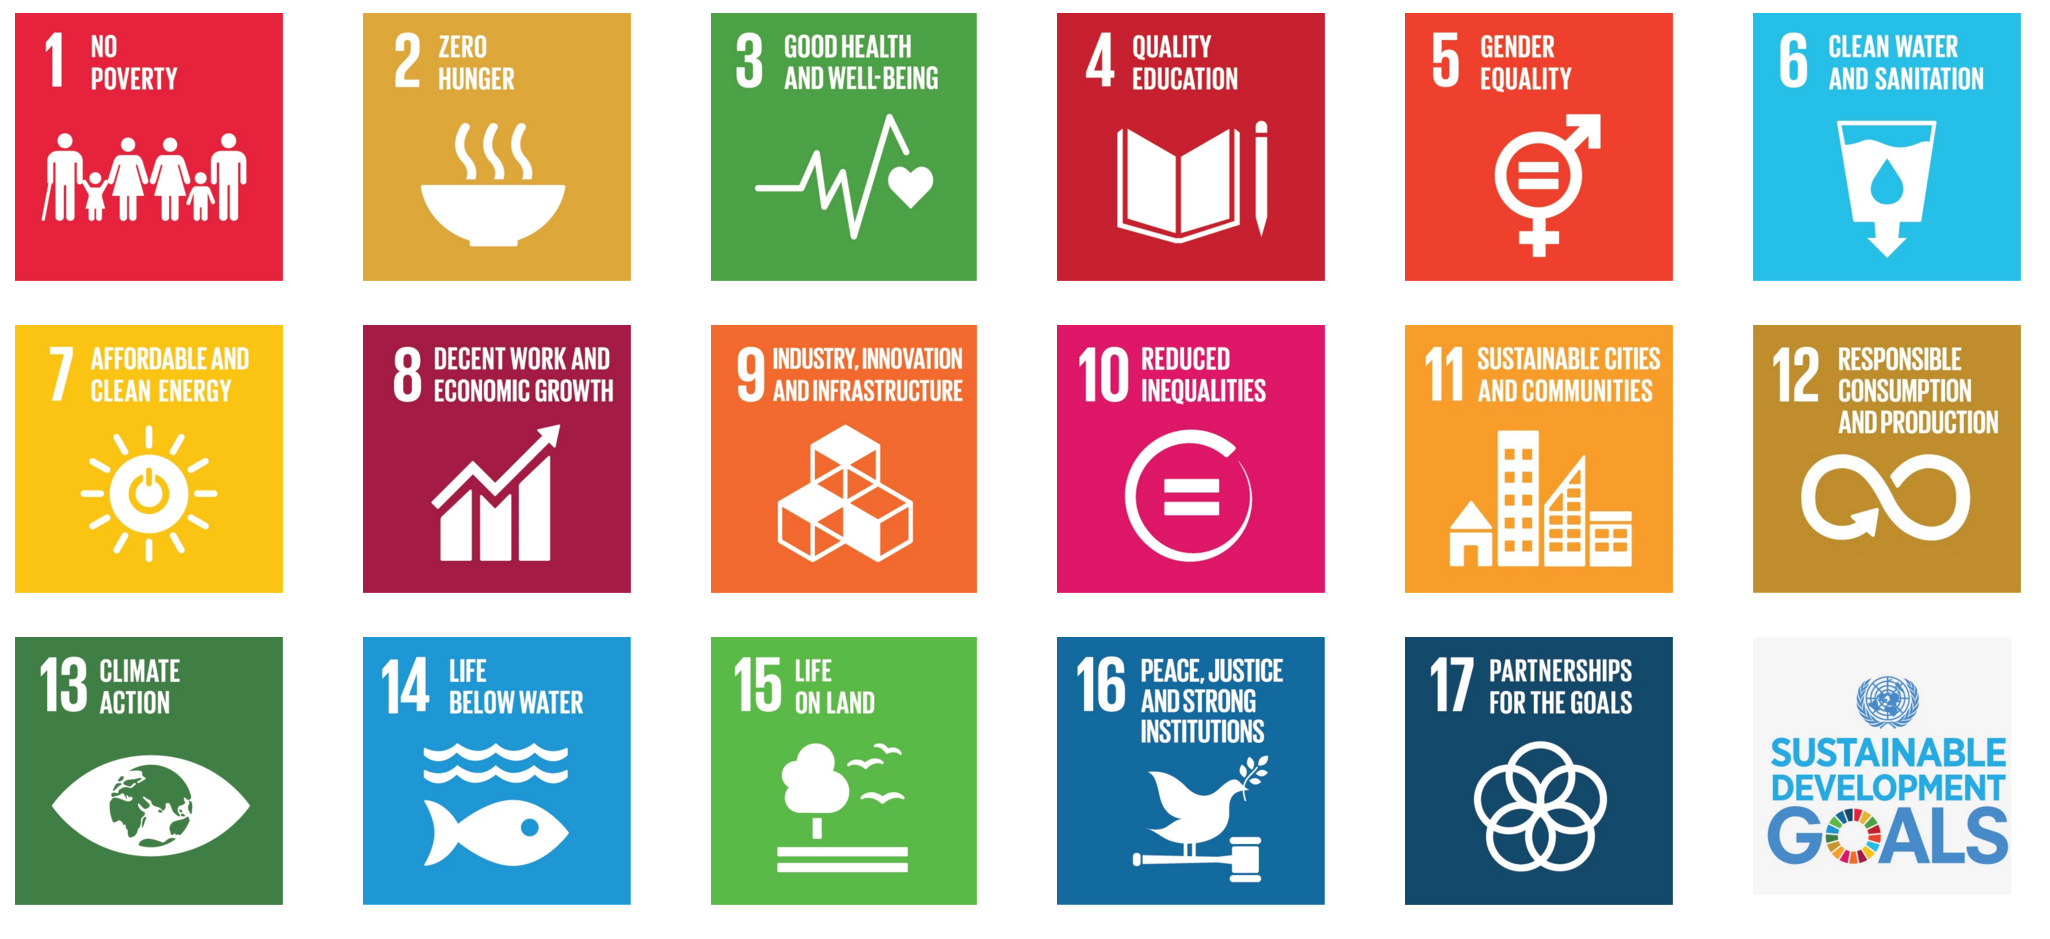 1 NO
POVERTY
2 ZERO
HUNGER
3 GOOD HEALTH
AND WELL-BEING
4 QUALITY
EDUCATION
5 GENDER
EQUALITY
6 CLEAN WATER
AND SANITATION
7 AFFORDABLE AND
CLEAN ENERGY
8 DECENT WORK AND
ECONOMIC GROWTH
9 INDUSTRY, INNOVATION
AND INFRASTRUCTURE
10 REDUCED
INEQUALITIES
11 SUSTAINABLE CITIES
AND COMMUNITIES
12 RESPONSIBLE
CONSUMPTION
AND PRODUCTION
13 CLIMATE
ACTION
14 LIFE
BELOW WATER
15 LIFE
ON LAND
16 PEACE, JUSTICE
AND STRONG
INSTITUTIONS
17 PARTNERSHIPS
FOR THE GOALS
SUSTAINABLE
DEVELOPMENT
GOALS